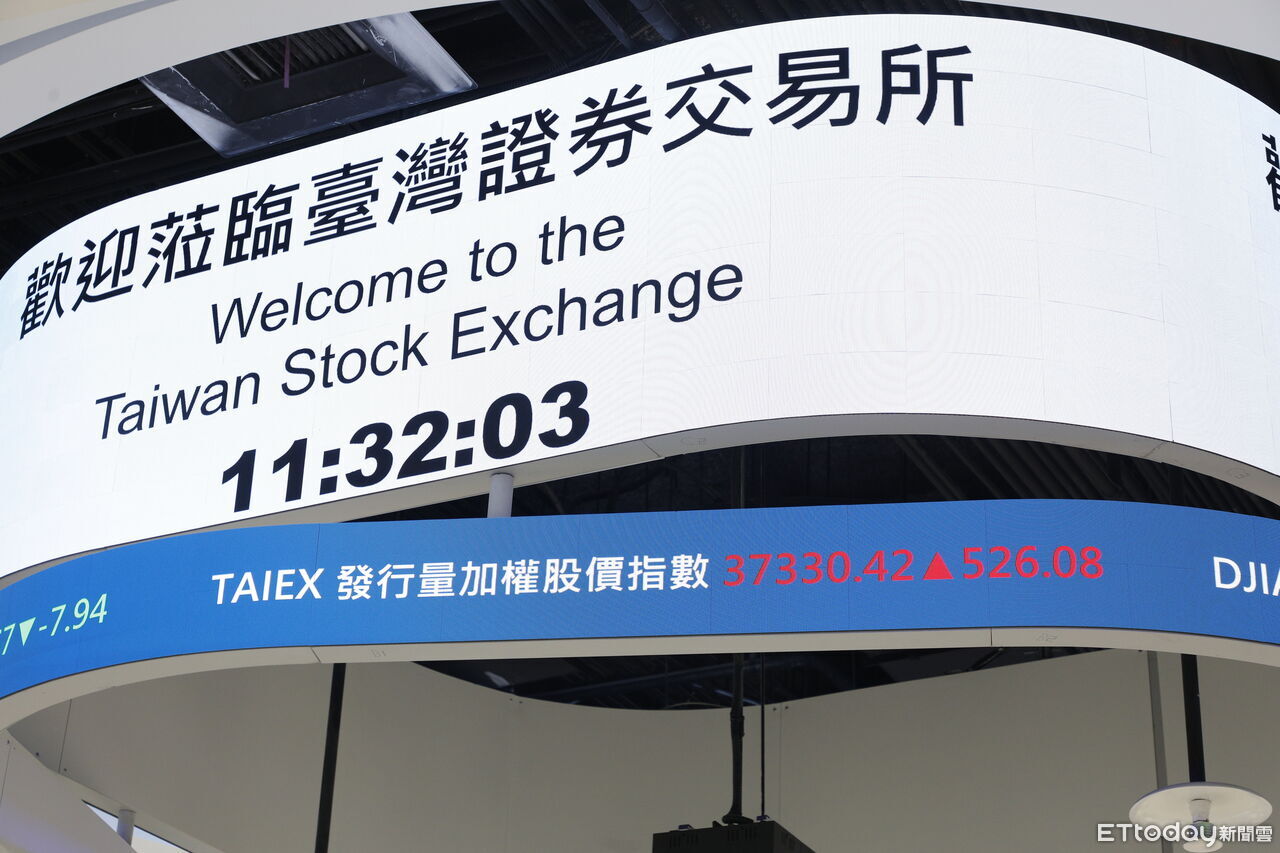 歡迎蒞臨臺灣證券交易所
Welcome to the
Taiwan Stock Exchange
11:32:03
7▼-7.94
TAIEX 發行量加權股價指數 37330.42▲526.08
DJIA
ETtoday新聞雲